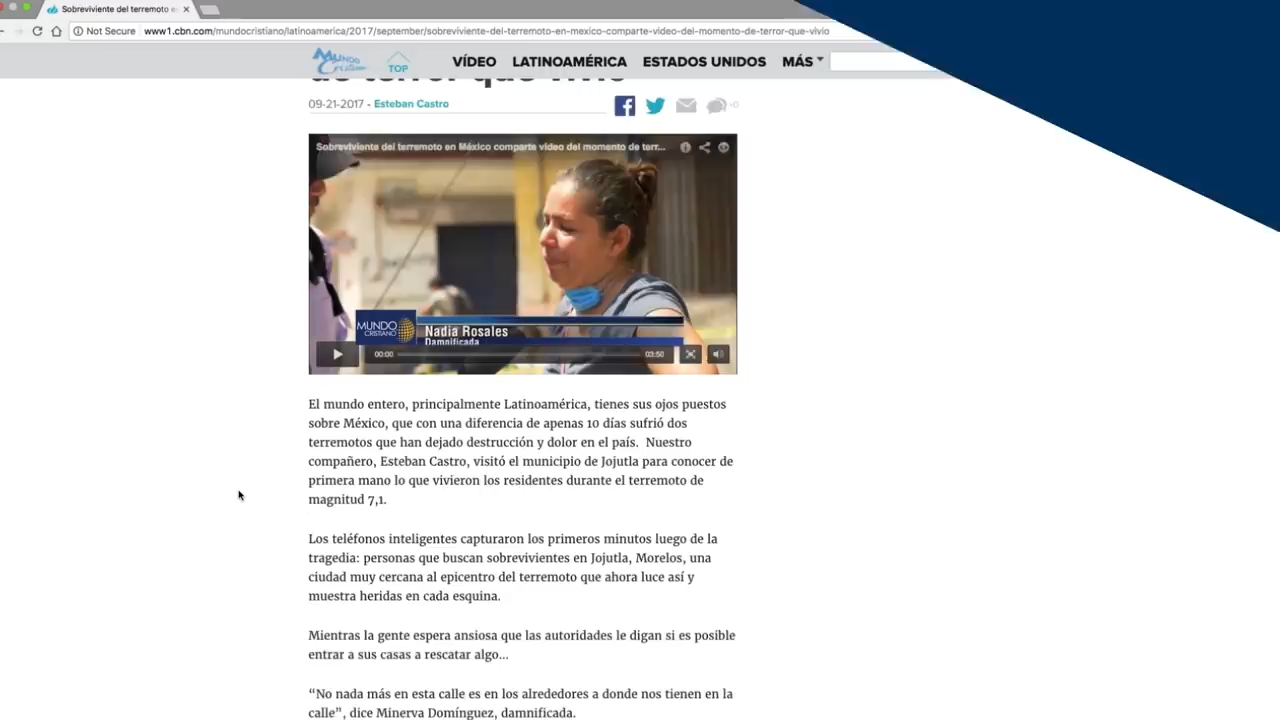 Sobreviviente del terremoto e
Not Secure
www1.cbn.com/mundocristiano/latinoamerica/2017/september/sobreviviente-del-terremoto-en-mexico-comparte-video-del-momento-de-terror-que-vivio
Mundo Cristiano
TOP
VÍDEO
LATINOAMÉRICA
ESTADOS UNIDOS
MÁS
de terror que vivió
09-21-2017 - Esteban Castro
+0
Sobreviviente del terremoto en México comparte video del momento de terr...
MUNDO
CRISTIANO
Nadia Rosales
Damnificada
00:00
03:50
El mundo entero, principalmente Latinoamérica, tienes sus ojos puestos
sobre México, que con una diferencia de apenas 10 días sufrió dos
terremotos que han dejado destrucción y dolor en el país.  Nuestro
compañero, Esteban Castro, visitó el municipio de Jojutla para conocer de
primera mano lo que vivieron los residentes durante el terremoto de
magnitud 7,1.
Los teléfonos inteligentes capturaron los primeros minutos luego de la
tragedia: personas que buscan sobrevivientes en Jojutla, Morelos, una
ciudad muy cercana al epicentro del terremoto que ahora luce así y
muestra heridas en cada esquina.
Mientras la gente espera ansiosa que las autoridades le digan si es posible
entrar a sus casas a rescatar algo...
“No nada más en esta calle es en los alrededores a donde nos tienen en la
calle”, dice Minerva Domínguez, damnificada.